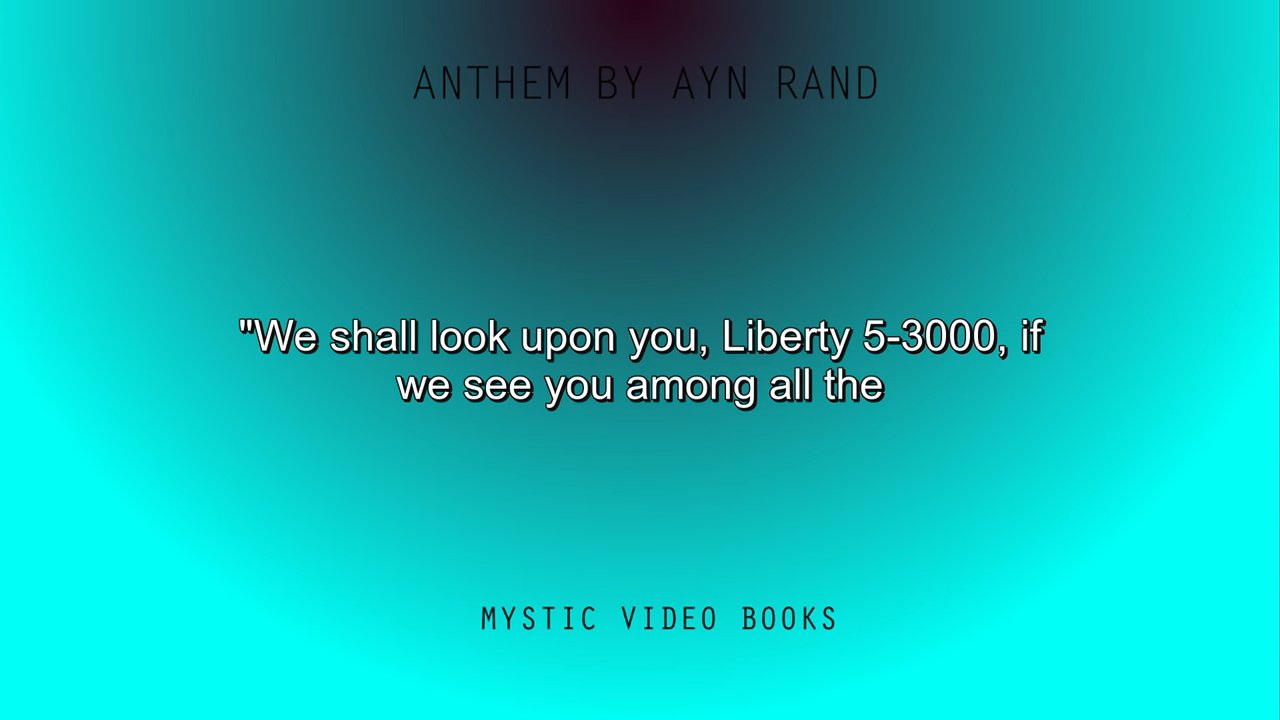 ANTHEM BY AYN RAND
"We shall look upon you, Liberty 5-3000, if
we see you among all the
MYSTIC VIDEO BOOKS